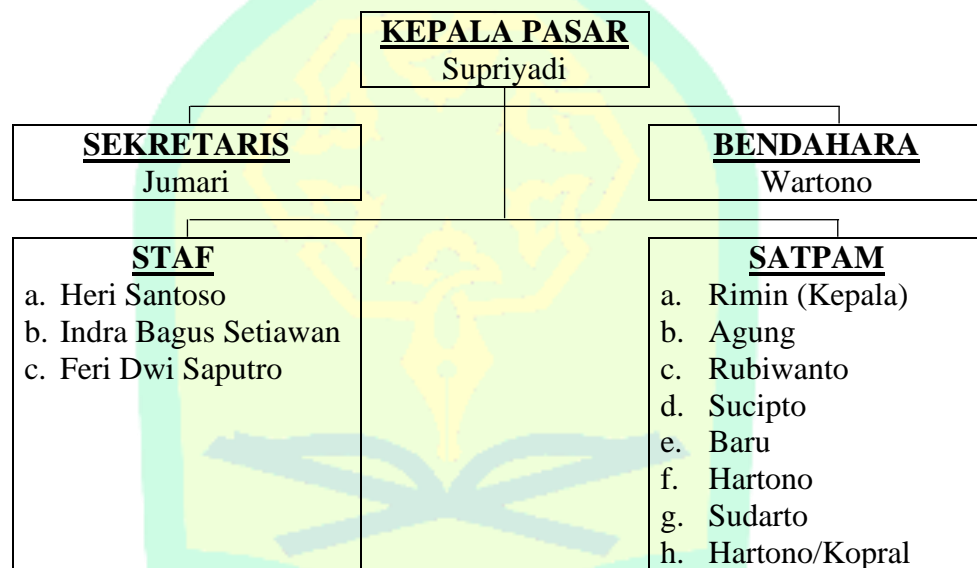 KEPALA PASAR
Supriyadi
SEKRETARIS
Jumari
BENDAHARA
Wartono
STAF
a. Heri Santoso
b. Indra Bagus Setiawan
c. Feri Dwi Saputro
SATPAM
a. Rimin (Kepala)
b. Agung
c. Rubiwanto
d. Sucipto
e. Baru
f. Hartono
g. Sudarto
h. Hartono/Kopral